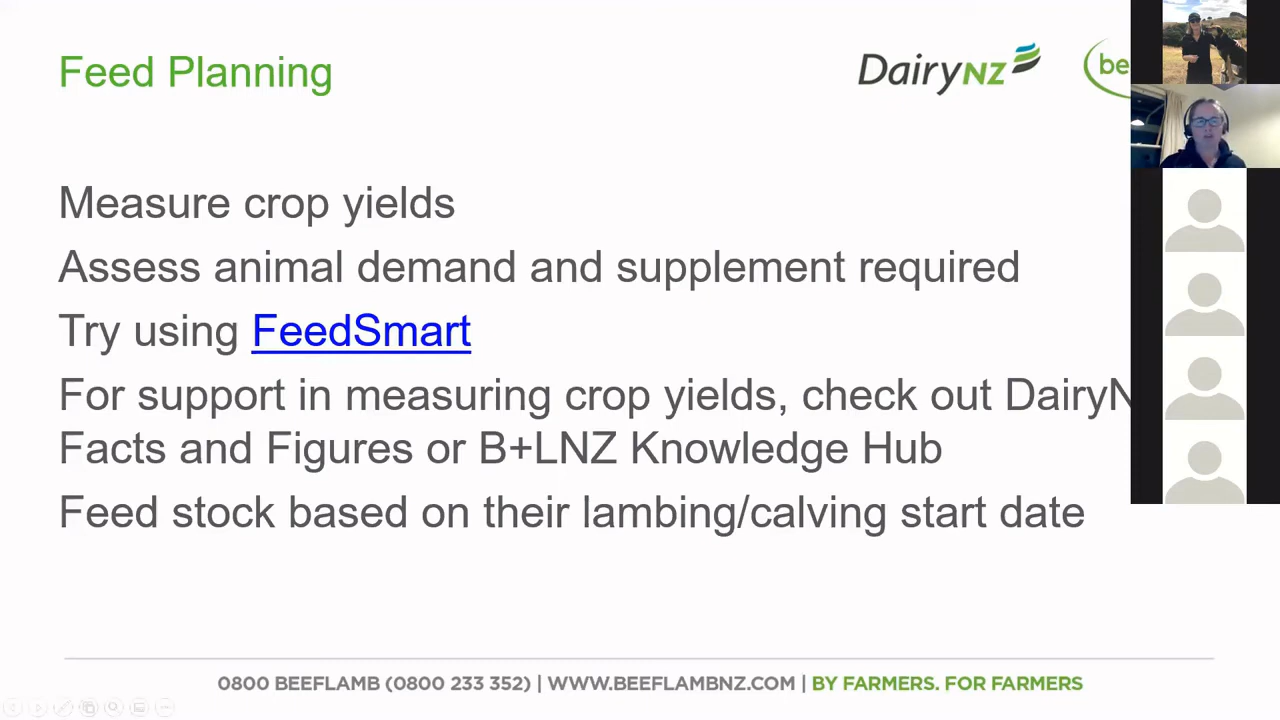 Feed Planning
DairyNZ
be
Measure crop yields
Assess animal demand and supplement required
Try using FeedSmart
For support in measuring crop yields, check out DairyN
Facts and Figures or B+LNZ Knowledge Hub
Feed stock based on their lambing/calving start date
0800 BEEFLAMB (0800 233 352) | WWW.BEEFLAMBNZ.COM | BY FARMERS. FOR FARMERS